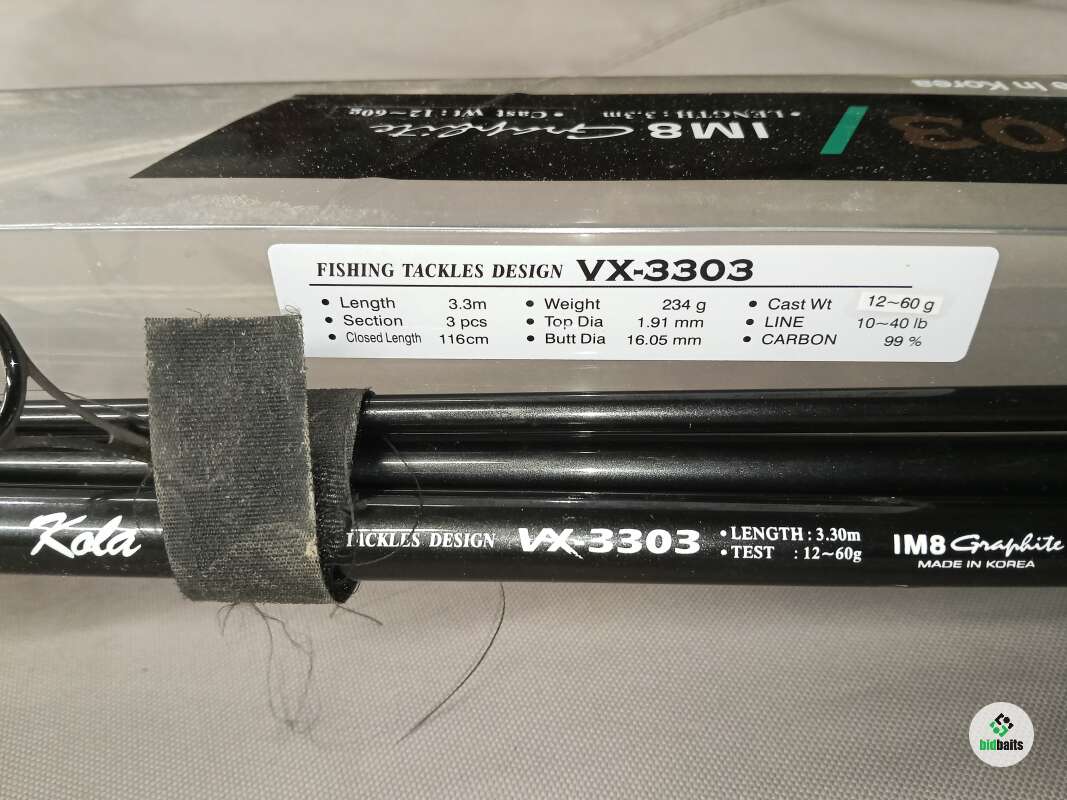 e In Korea
03
IM8 Graphite
• LENGTH : 3.3m
• Cast Wt : 12~60g
FISHING TACKLES DESIGN VX-3303
• Length 3.3m • Weight 234 g • Cast Wt 12~60 g
• Section 3 pcs • Top Dia 1.91 mm • LINE 10~40 lb
• Closed Length 116cm • Butt Dia 16.05 mm • CARBON 99 %
Kola TACKLES DESIGN VX-3303 • LENGTH : 3.30m IM8 Graphite
• TEST : 12~60g MADE IN KOREA
bidbaits